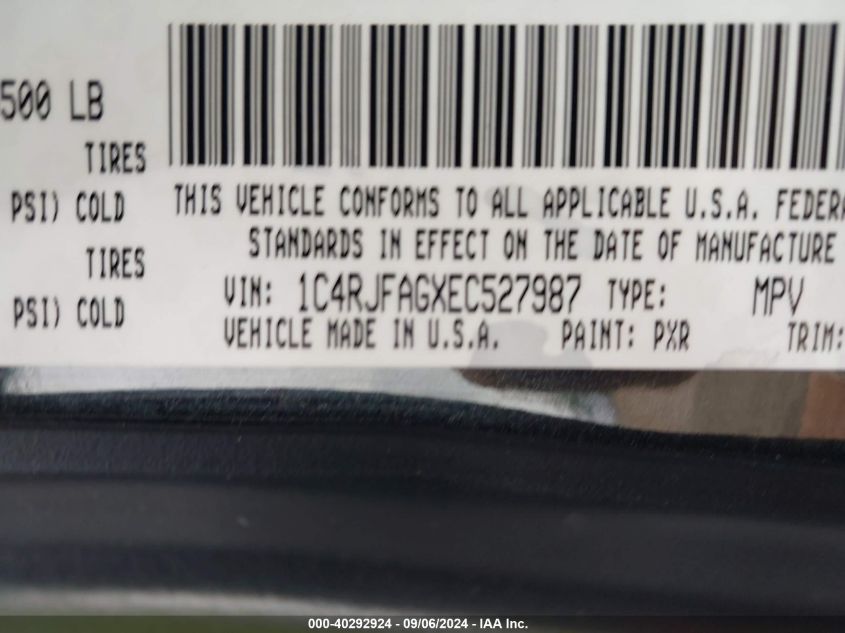 500 LB
TIRES
PSI) COLD
TIRES
PSI) COLD
THIS VEHICLE CONFORMS TO ALL APPLICABLE U.S.A. FEDERA
STANDARDS IN EFFECT ON THE DATE OF MANUFACTURE
VIN: 1C4RJFAGXEC527987 TYPE: MPV
VEHICLE MADE IN U.S.A. PAINT: PXR TRIM:
000-40292924 - 09/06/2024 - IAA Inc.